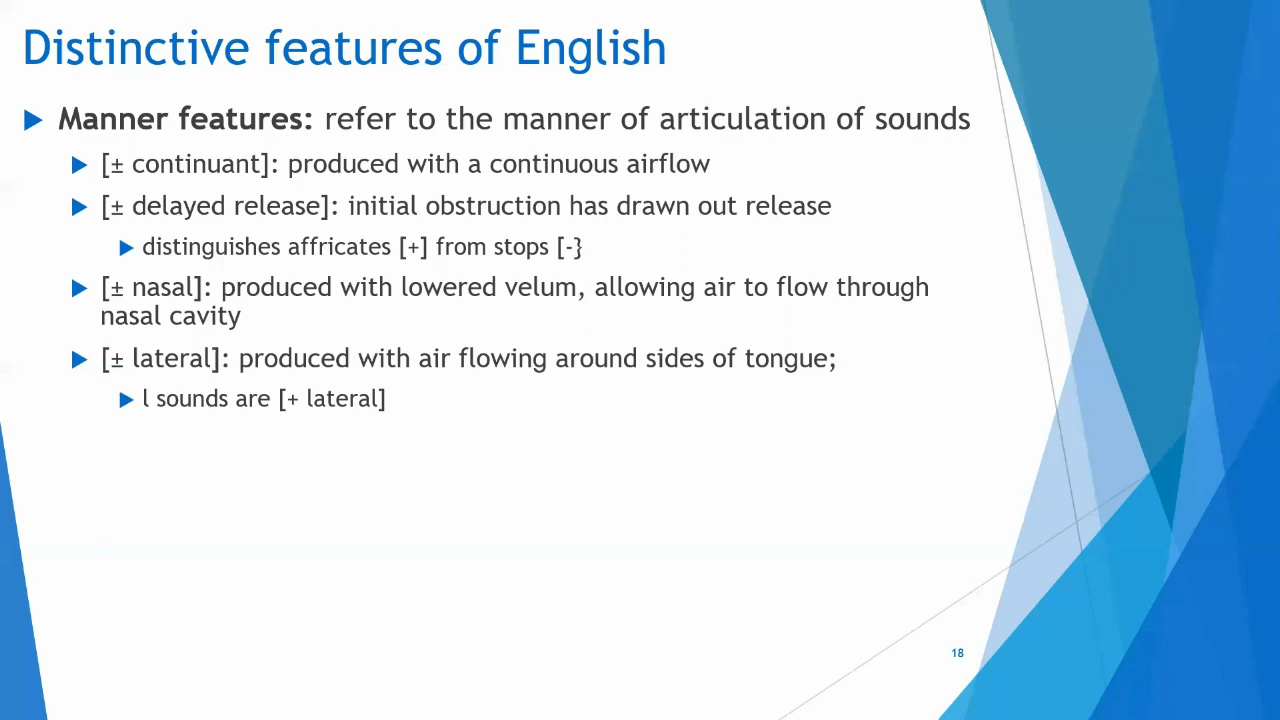 Distinctive features of English
Manner features: refer to the manner of articulation of sounds
[± continuant]: produced with a continuous airflow
[± delayed release]: initial obstruction has drawn out release
distinguishes affricates [+] from stops [-}
[± nasal]: produced with lowered velum, allowing air to flow through
nasal cavity
[± lateral]: produced with air flowing around sides of tongue;
l sounds are [+ lateral]
18